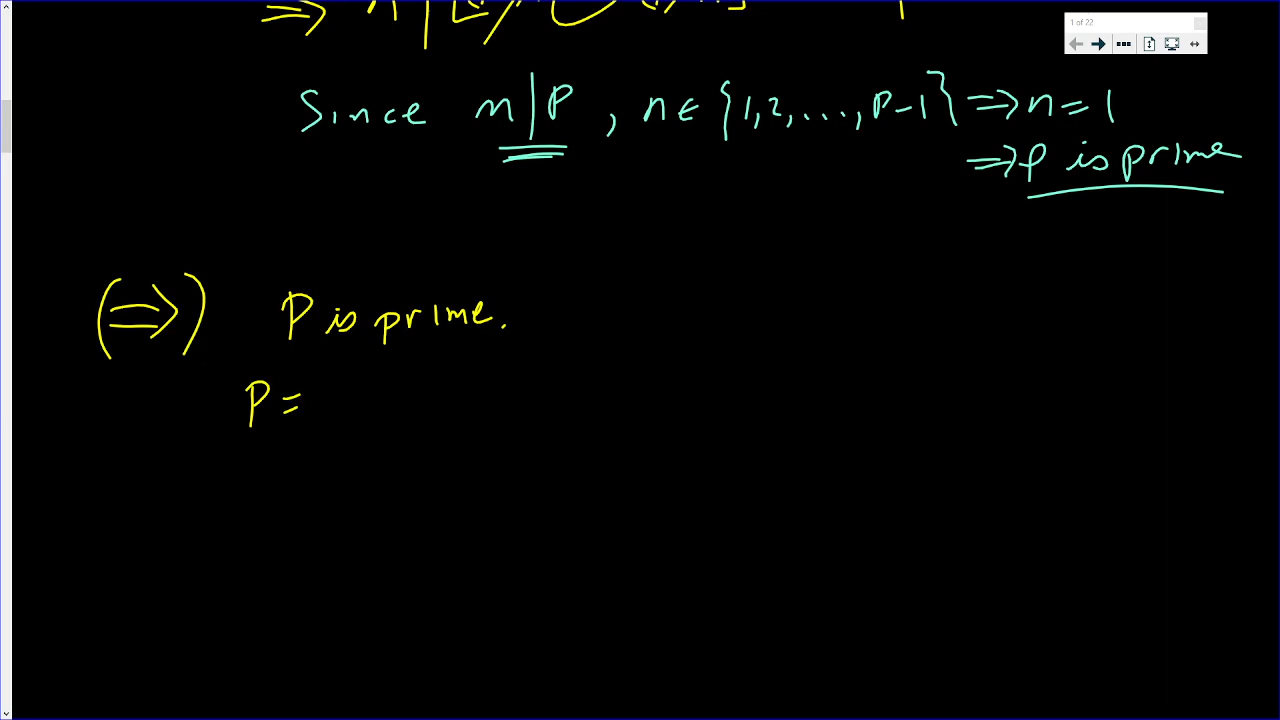 1 of 22
Since n|P , n ∈ {1,2,...,P-1} ⇒ n = 1
⇒ P is prime
(⇒) P is prime.
P =